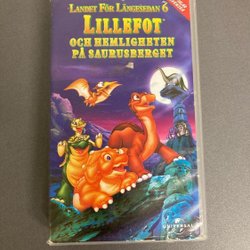 LANDET FÖR LÄNGESEDAN 6
LILLEFOT
OCH HEMLIGHETEN
PÅ SAURUSBERGET
UNIVERSAL